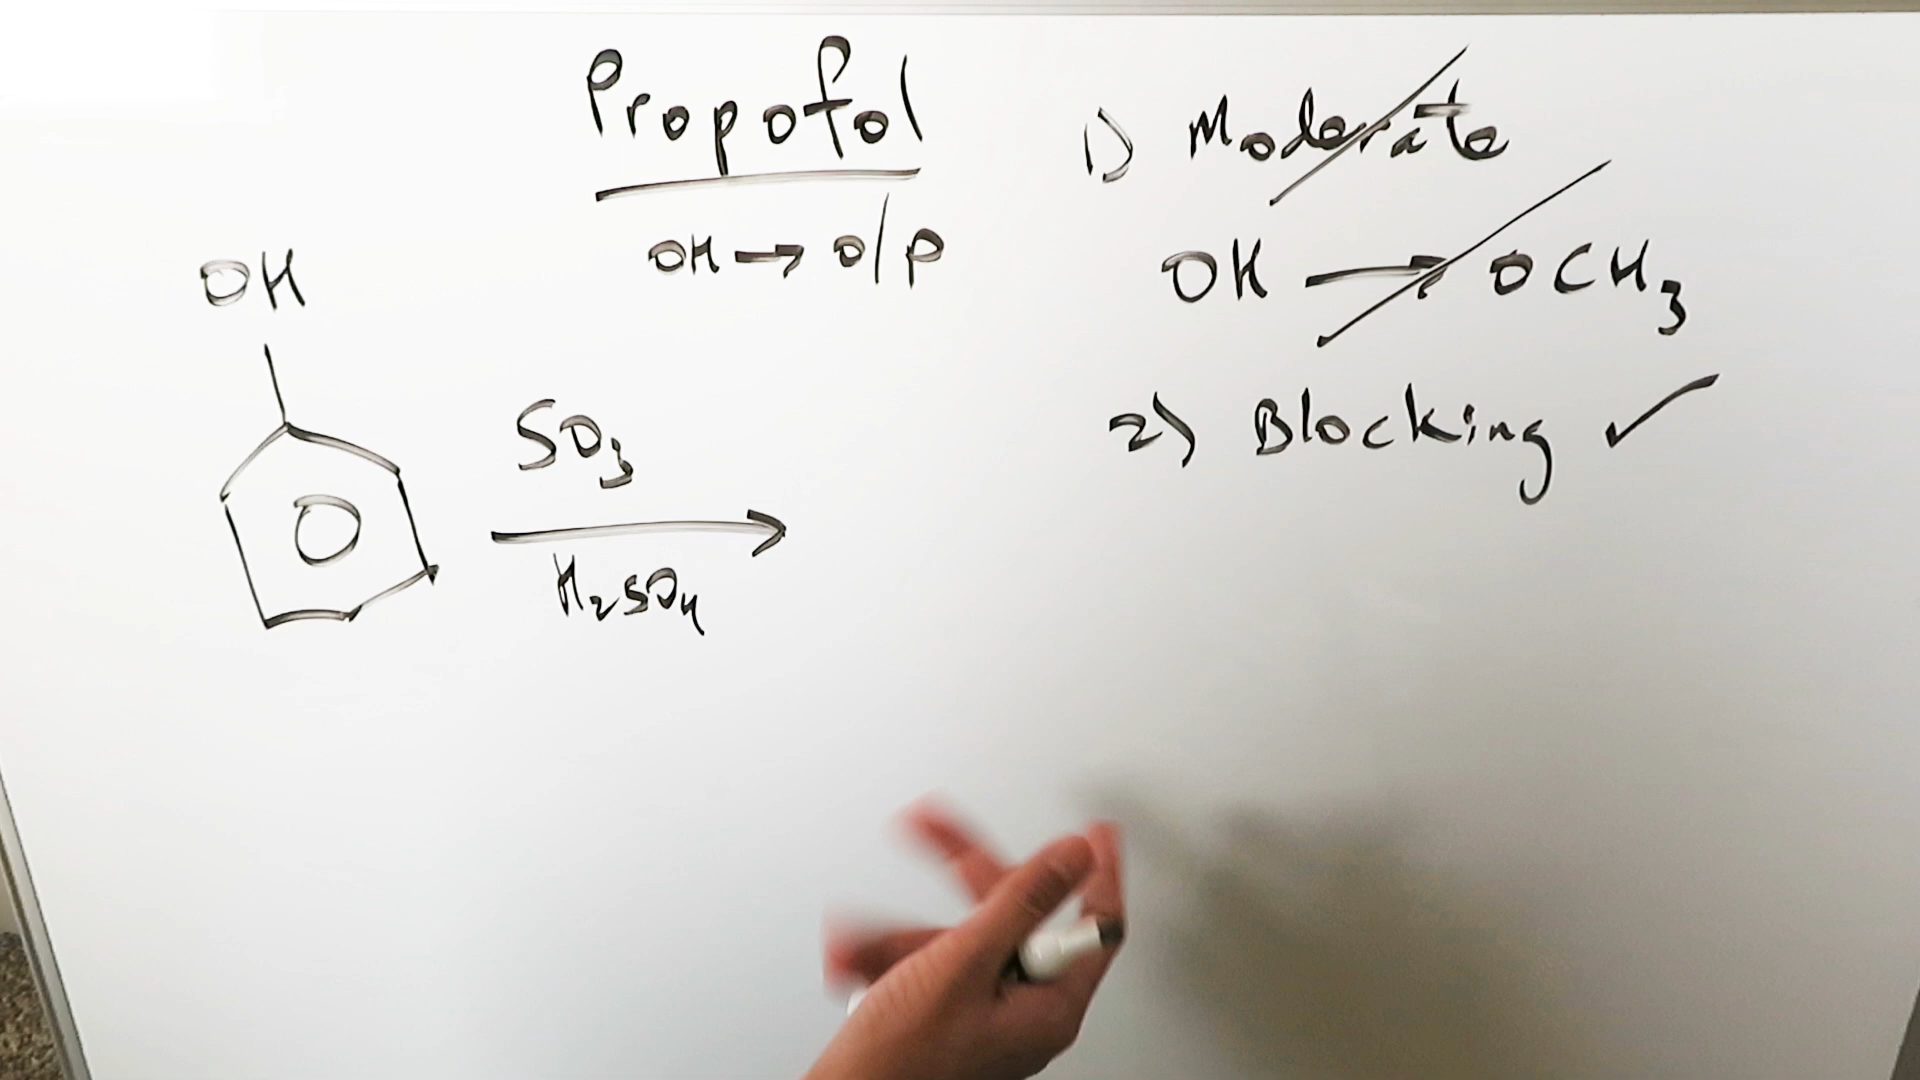 Propofol
OH → o/p
OH
SO3
H2SO4
1) Moderate
OH → OCH3
2) Blocking ✓